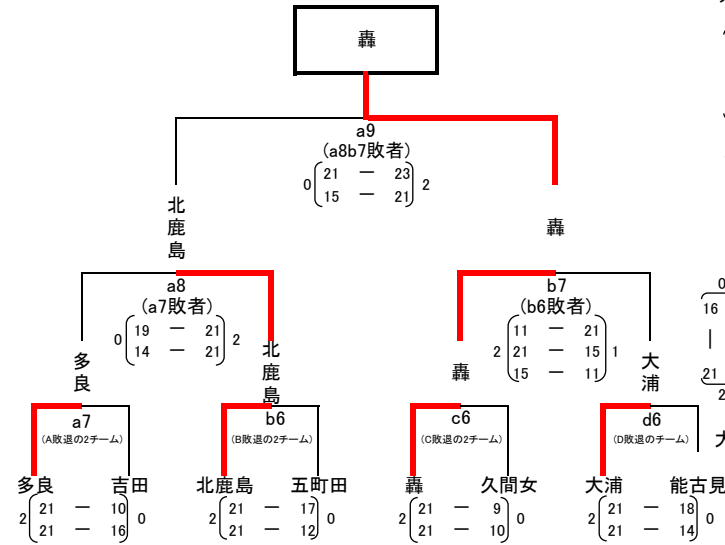 轟
a9
(a8b7敗者)
0 21 ー 23 2
15 ー 21
北鹿島
轟
a8
(a7敗者)
0 19 ー 21 2
14 ー 21
b7
(b6敗者)
11 ー 21
2 21 ー 15 1
15 ー 11
0
16
|
21
2
多良
北鹿島
轟
大浦
a7
(A敗退の2チーム)
b6
(B敗退の2チーム)
c6
(C敗退の2チーム)
d6
(D敗退のチーム)
多良 吉田
2 21 ー 10 0
21 ー 16
北鹿島 五町田
2 21 ー 17 0
21 ー 12
轟 久間女
2 21 ー 9 0
21 ー 10
大浦 能古見
2 21 ー 18 0
21 ー 14